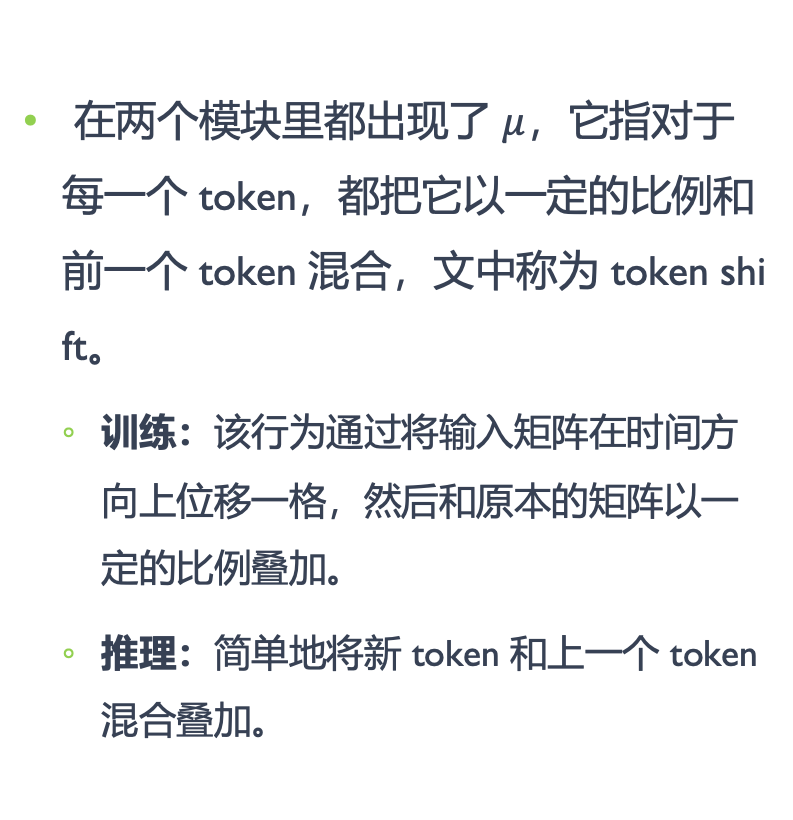 • 在两个模块里都出现了 μ，它指对于
每一个 token，都把它以一定的比例和
前一个 token 混合，文中称为 token shi
ft。
◦ 训练：该行为通过将输入矩阵在时间方
向上位移一格，然后和原本的矩阵以一
定的比例叠加。
◦ 推理：简单地将新 token 和上一个 token
混合叠加。